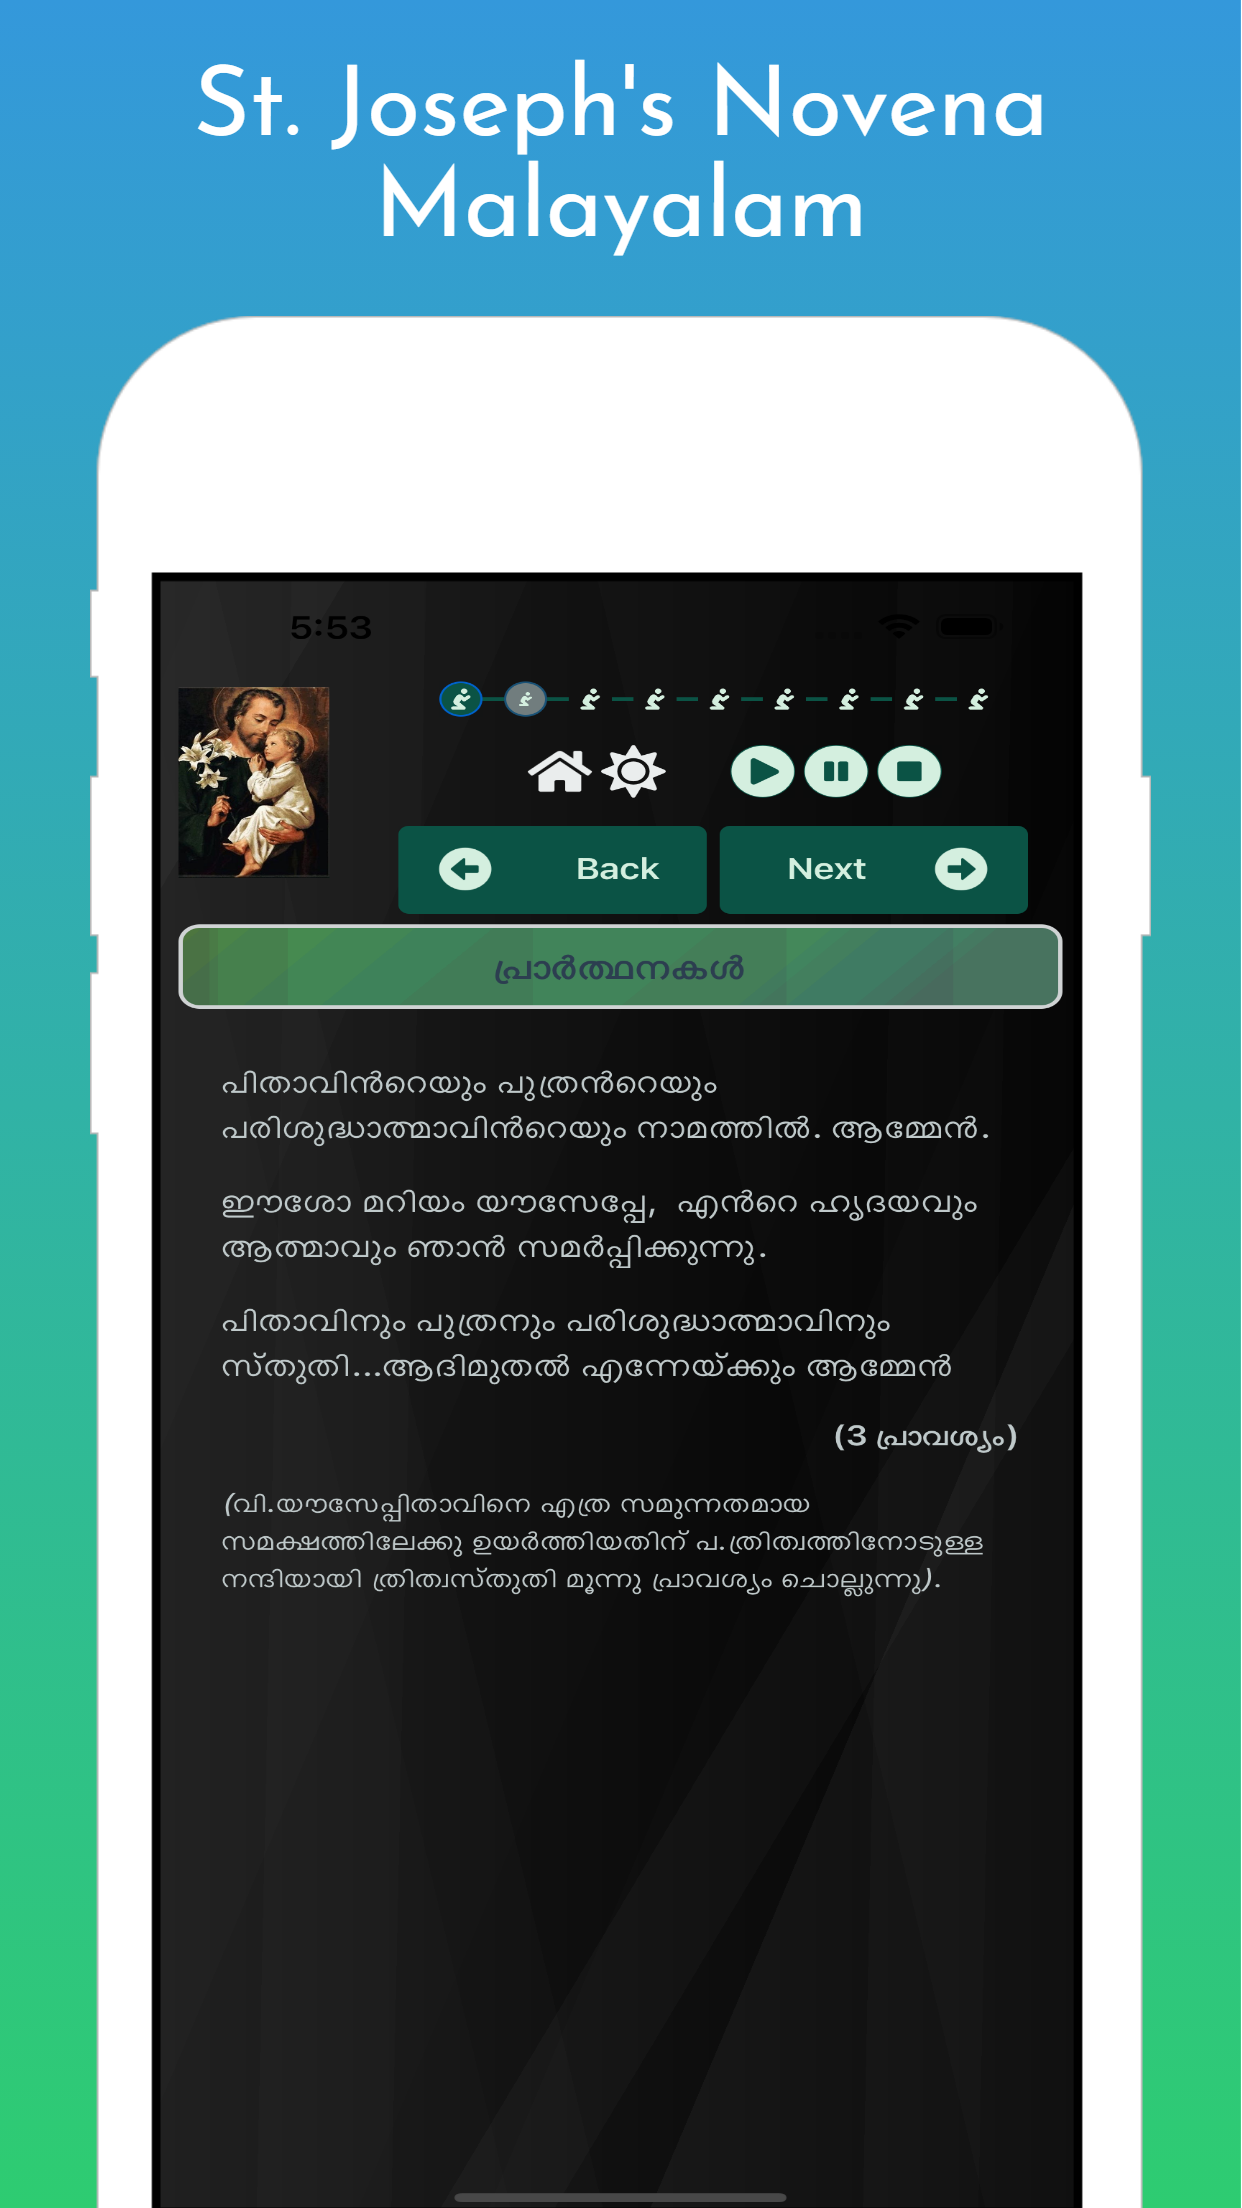 St. Joseph's Novena
Malayalam
5:53
Back
Next
പ്രാർത്ഥനകൾ
പിതാവിൻറെയും പുത്രൻറെയും
പരിശുദ്ധാത്മാവിൻറെയും നാമത്തിൽ. ആമ്മേൻ.
ഈശോ മറിയം യൗസേപ്പേ, എൻറെ ഹൃദയവും
ആത്മാവും ഞാൻ സമർപ്പിക്കുന്നു.
പിതാവിനും പുത്രനും പരിശുദ്ധാത്മാവിനും
സ്തുതി...ആദിമുതൽ എന്നേയ്ക്കും ആമ്മേൻ
(3 പ്രാവശ്യം)
(വി.യൗസേപ്പിതാവിനെ എത്ര സമുന്നതമായ
സമക്ഷത്തിലേക്കു ഉയർത്തിയതിന് പ.ത്രിത്വത്തിനോടുള്ള
നന്ദിയായി ത്രിത്വസ്തുതി മൂന്നു പ്രാവശ്യം ചൊല്ലുന്നു).